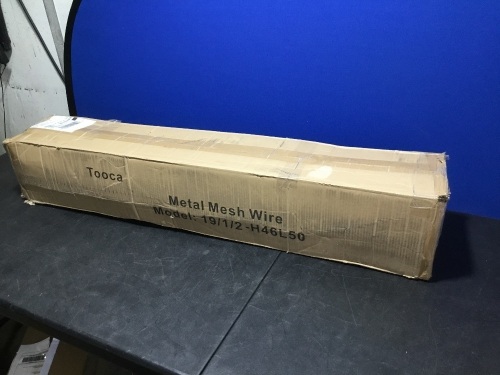 Tooca
Metal Mesh Wire
Model: 19/1/2-H46L50